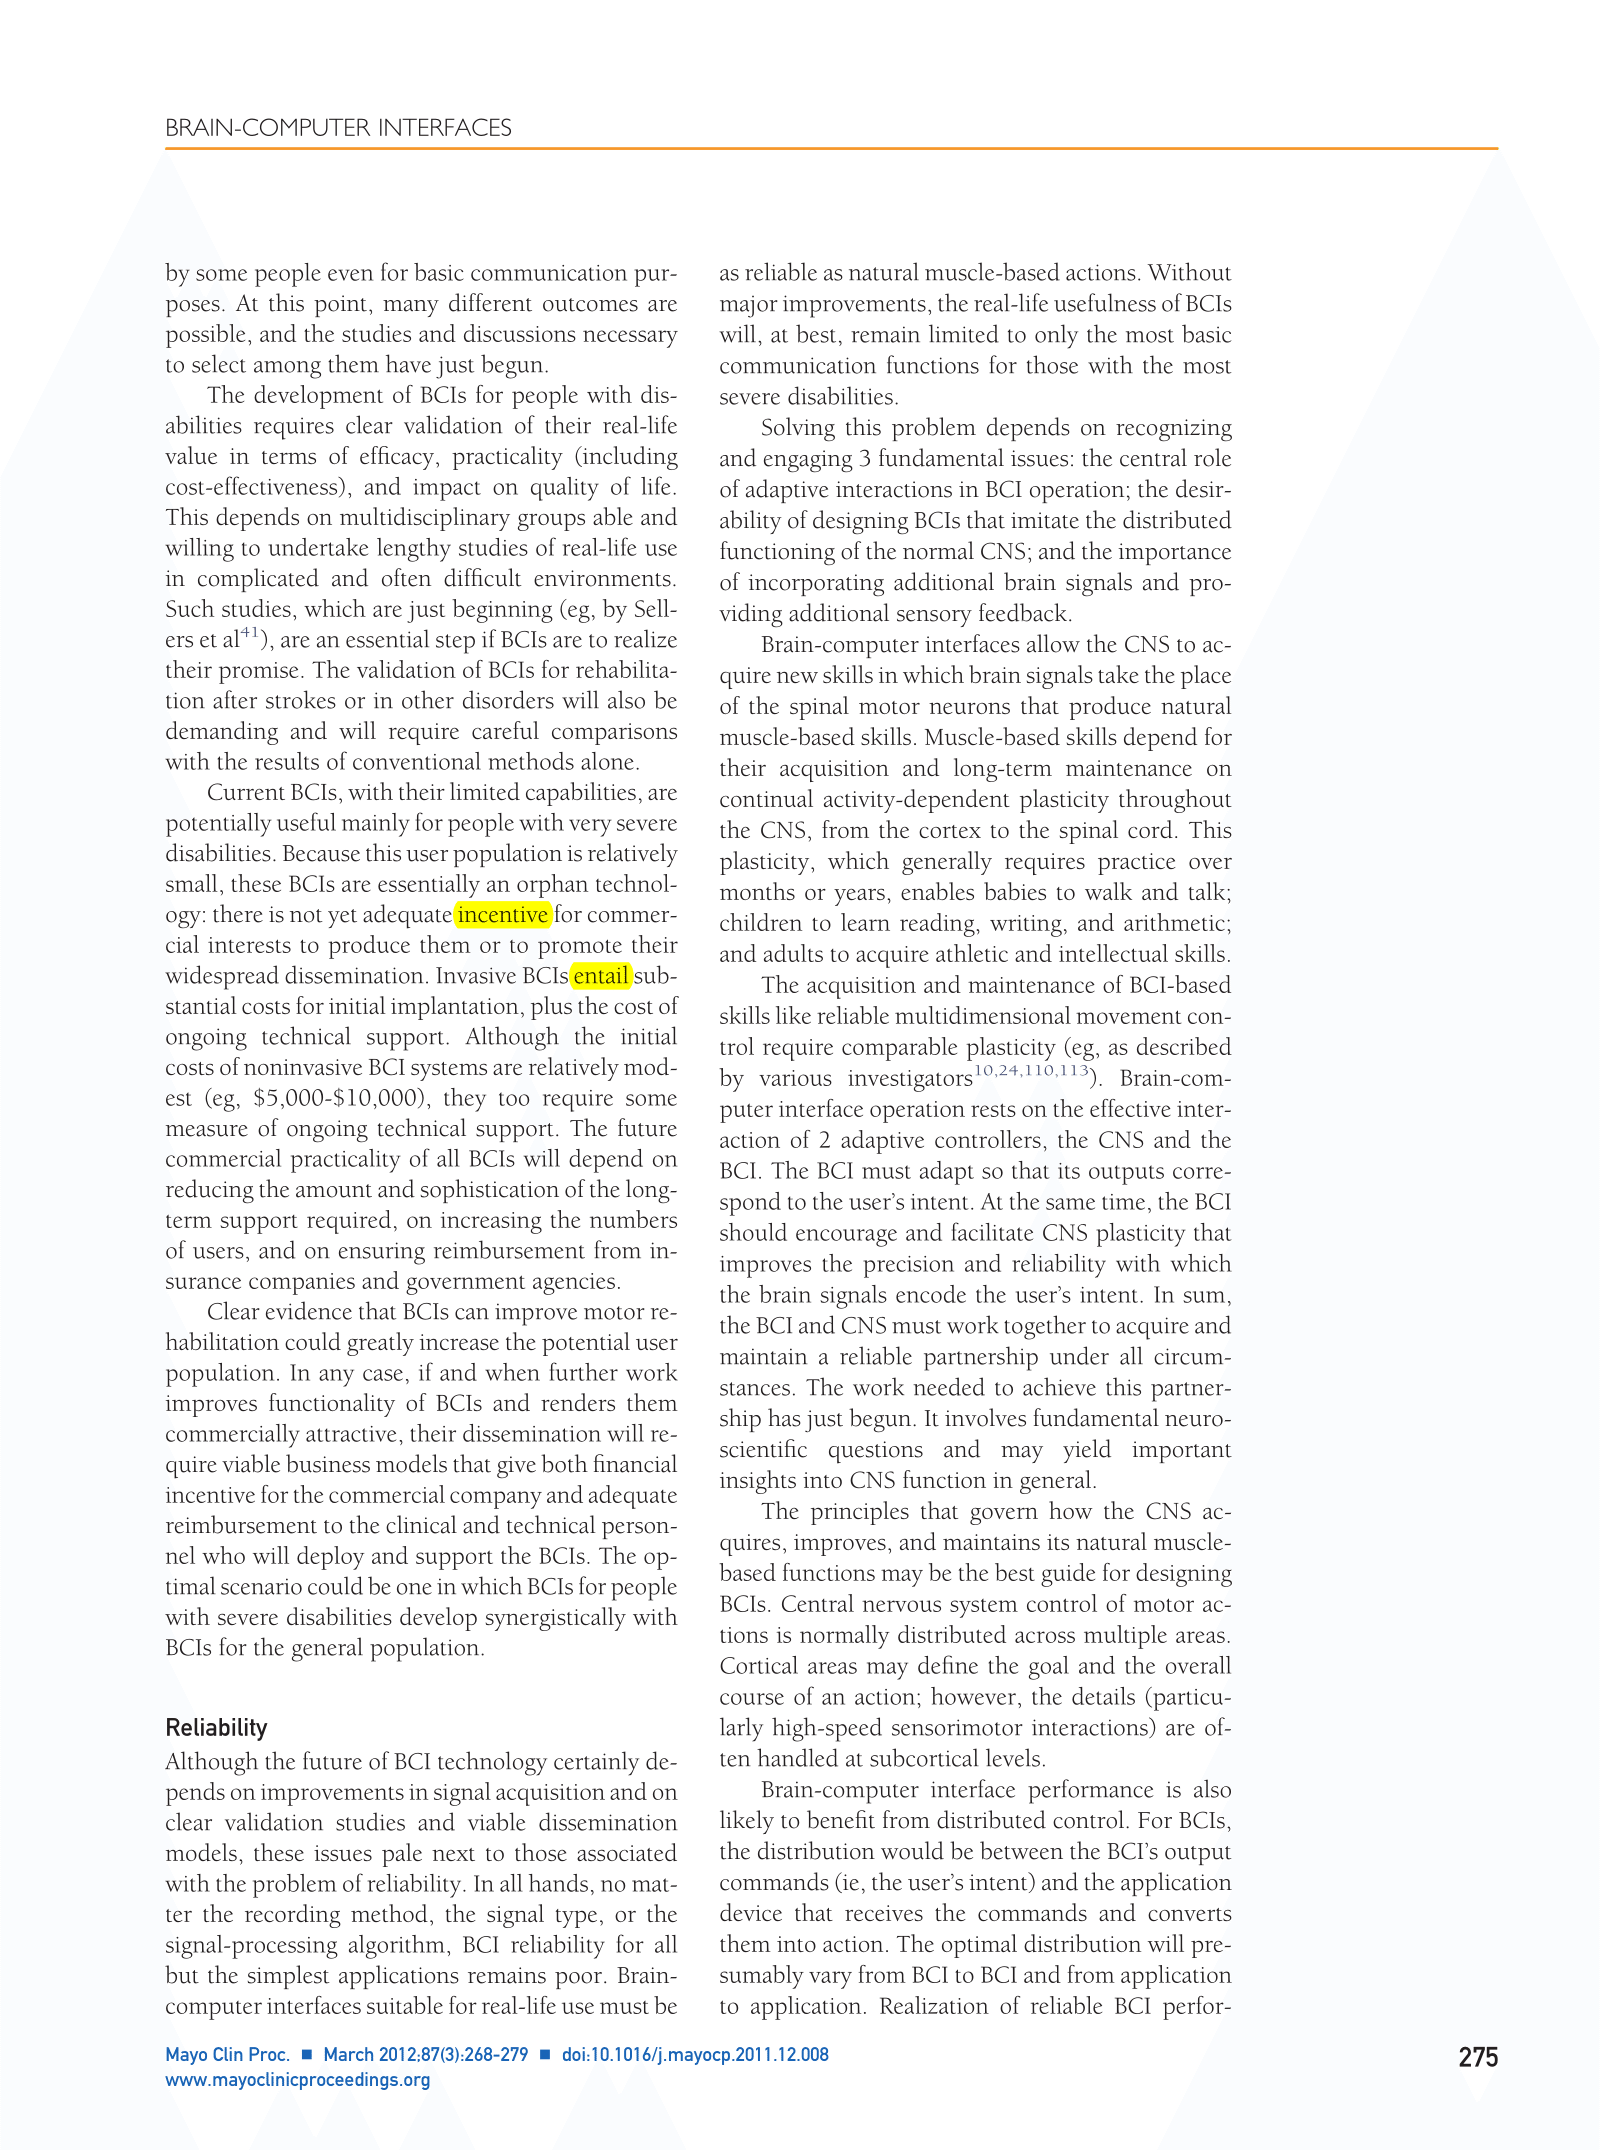 BRAIN-COMPUTER INTERFACES
by some people even for basic communication pur-
poses. At this point, many different outcomes are
possible, and the studies and discussions necessary
to select among them have just begun.
The development of BCIs for people with dis-
abilities requires clear validation of their real-life
value in terms of efficacy, practicality (including
cost-effectiveness), and impact on quality of life.
This depends on multidisciplinary groups able and
willing to undertake lengthy studies of real-life use
in complicated and often difficult environments.
Such studies, which are just beginning (eg, by Sell-
ers et al41), are an essential step if BCIs are to realize
their promise. The validation of BCIs for rehabilita-
tion after strokes or in other disorders will also be
demanding and will require careful comparisons
with the results of conventional methods alone.
Current BCIs, with their limited capabilities, are
potentially useful mainly for people with very severe
disabilities. Because this user population is relatively
small, these BCIs are essentially an orphan technol-
ogy: there is not yet adequate incentive for commer-
cial interests to produce them or to promote their
widespread dissemination. Invasive BCIs entail sub-
stantial costs for initial implantation, plus the cost of
ongoing technical support. Although the initial
costs of noninvasive BCI systems are relatively mod-
est (eg, $5,000-$10,000), they too require some
measure of ongoing technical support. The future
commercial practicality of all BCIs will depend on
reducing the amount and sophistication of the long-
term support required, on increasing the numbers
of users, and on ensuring reimbursement from in-
surance companies and government agencies.
Clear evidence that BCIs can improve motor re-
habilitation could greatly increase the potential user
population. In any case, if and when further work
improves functionality of BCIs and renders them
commercially attractive, their dissemination will re-
quire viable business models that give both financial
incentive for the commercial company and adequate
reimbursement to the clinical and technical person-
nel who will deploy and support the BCIs. The op-
timal scenario could be one in which BCIs for people
with severe disabilities develop synergistically with
BCIs for the general population.
Reliability
Although the future of BCI technology certainly de-
pends on improvements in signal acquisition and on
clear validation studies and viable dissemination
models, these issues pale next to those associated
with the problem of reliability. In all hands, no mat-
ter the recording method, the signal type, or the
signal-processing algorithm, BCI reliability for all
but the simplest applications remains poor. Brain-
computer interfaces suitable for real-life use must be
as reliable as natural muscle-based actions. Without
major improvements, the real-life usefulness of BCIs
will, at best, remain limited to only the most basic
communication functions for those with the most
severe disabilities.
Solving this problem depends on recognizing
and engaging 3 fundamental issues: the central role
of adaptive interactions in BCI operation; the desir-
ability of designing BCIs that imitate the distributed
functioning of the normal CNS; and the importance
of incorporating additional brain signals and pro-
viding additional sensory feedback.
Brain-computer interfaces allow the CNS to ac-
quire new skills in which brain signals take the place
of the spinal motor neurons that produce natural
muscle-based skills. Muscle-based skills depend for
their acquisition and long-term maintenance on
continual activity-dependent plasticity throughout
the CNS, from the cortex to the spinal cord. This
plasticity, which generally requires practice over
months or years, enables babies to walk and talk;
children to learn reading, writing, and arithmetic;
and adults to acquire athletic and intellectual skills.
The acquisition and maintenance of BCI-based
skills like reliable multidimensional movement con-
trol require comparable plasticity (eg, as described
by various investigators10,24,110,113). Brain-com-
puter interface operation rests on the effective inter-
action of 2 adaptive controllers, the CNS and the
BCI. The BCI must adapt so that its outputs corre-
spond to the user's intent. At the same time, the BCI
should encourage and facilitate CNS plasticity that
improves the precision and reliability with which
the brain signals encode the user's intent. In sum,
the BCI and CNS must work together to acquire and
maintain a reliable partnership under all circum-
stances. The work needed to achieve this partner-
ship has just begun. It involves fundamental neuro-
scientific questions and may yield important
insights into CNS function in general.
The principles that govern how the CNS ac-
quires, improves, and maintains its natural muscle-
based functions may be the best guide for designing
BCIs. Central nervous system control of motor ac-
tions is normally distributed across multiple areas.
Cortical areas may define the goal and the overall
course of an action; however, the details (particu-
larly high-speed sensorimotor interactions) are of-
ten handled at subcortical levels.
Brain-computer interface performance is also
likely to benefit from distributed control. For BCIs,
the distribution would be between the BCI's output
commands (ie, the user's intent) and the application
device that receives the commands and converts
them into action. The optimal distribution will pre-
sumably vary from BCI to BCI and from application
to application. Realization of reliable BCI perfor-
Mayo Clin Proc. ■ March 2012;87(3):268-279 ■ doi:10.1016/j.mayocp.2011.12.008
www.mayoclinicproceedings.org
275